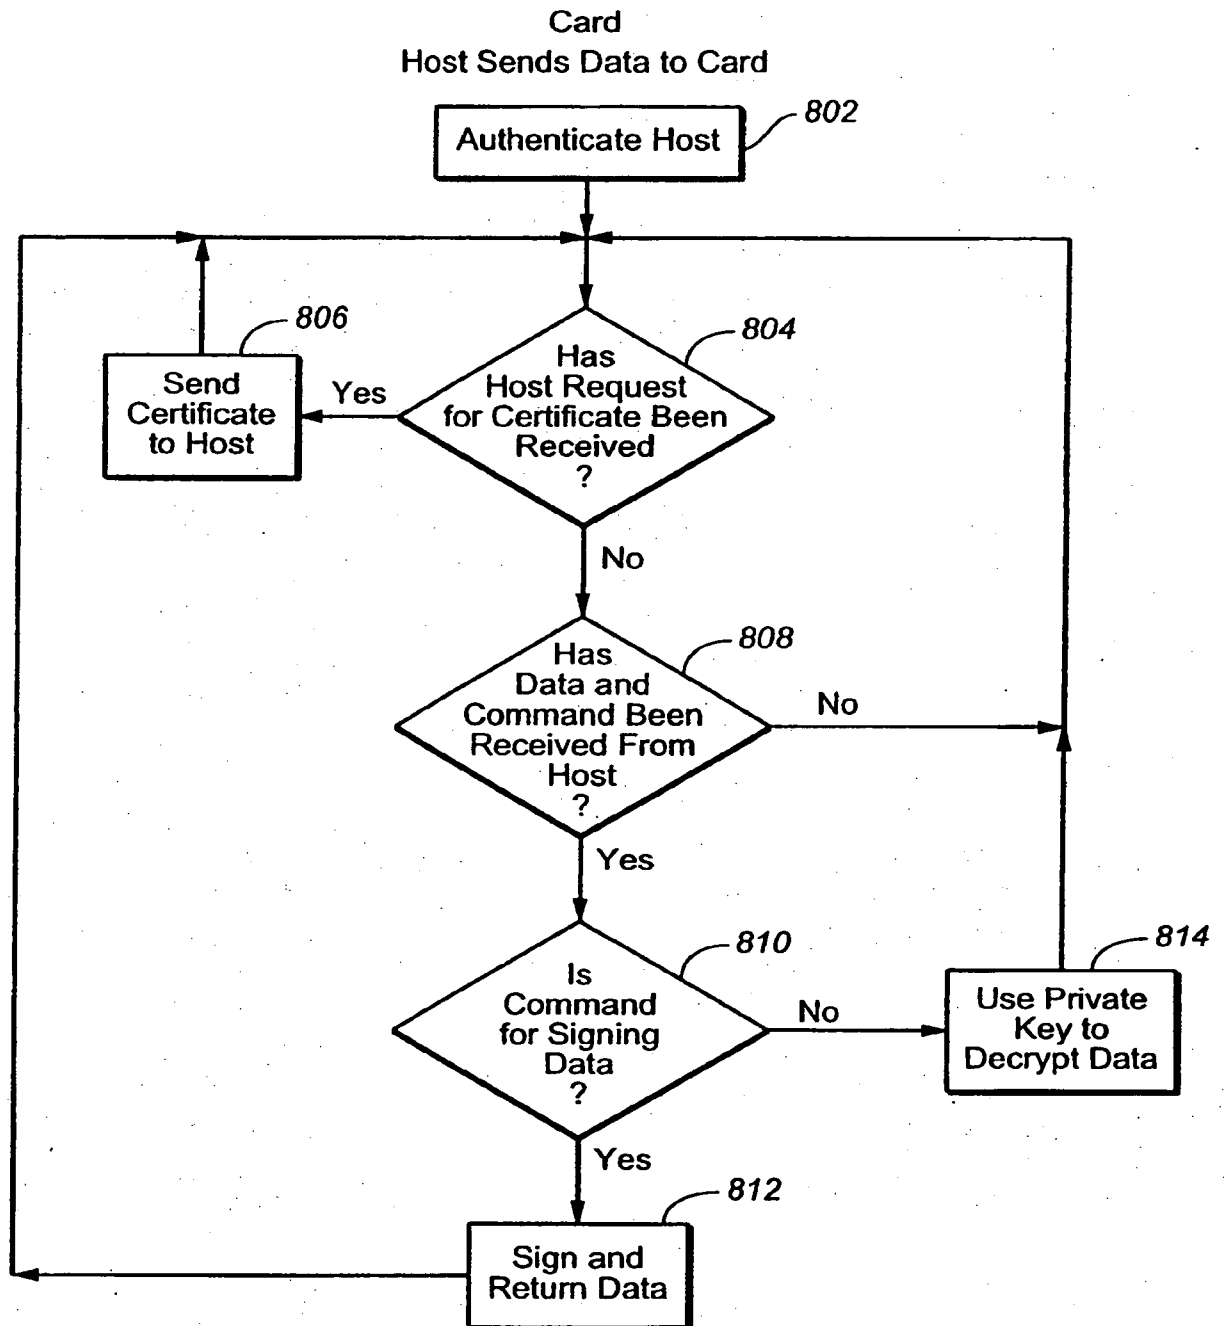 Card
Host Sends Data to Card
802
Authenticate Host
806
804
Send
Certificate
to Host
Yes
Has
Host Request
for Certificate Been
Received
?
No
808
Has
Data and
Command Been
Received From
Host
?
No
Yes
810
814
Is
Command
for Signing
Data
?
No
Use Private
Key to
Decrypt Data
Yes
812
Sign and
Return Data